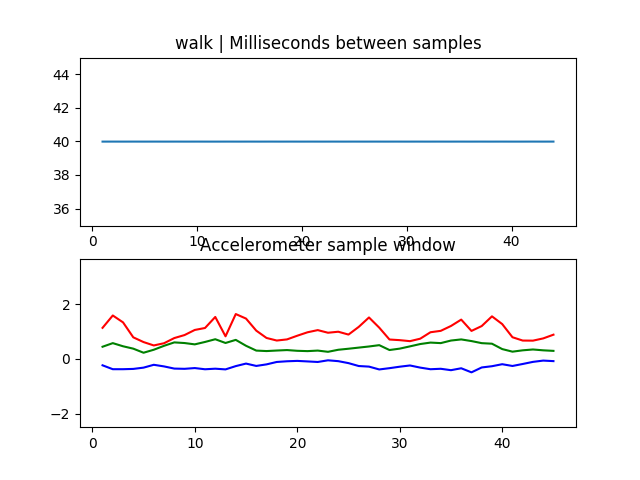 walk | Milliseconds between samples
44
42
40
38
36
0 10 20 30 40
Accelerometer sample window
2
0
−2
0 10 20 30 40